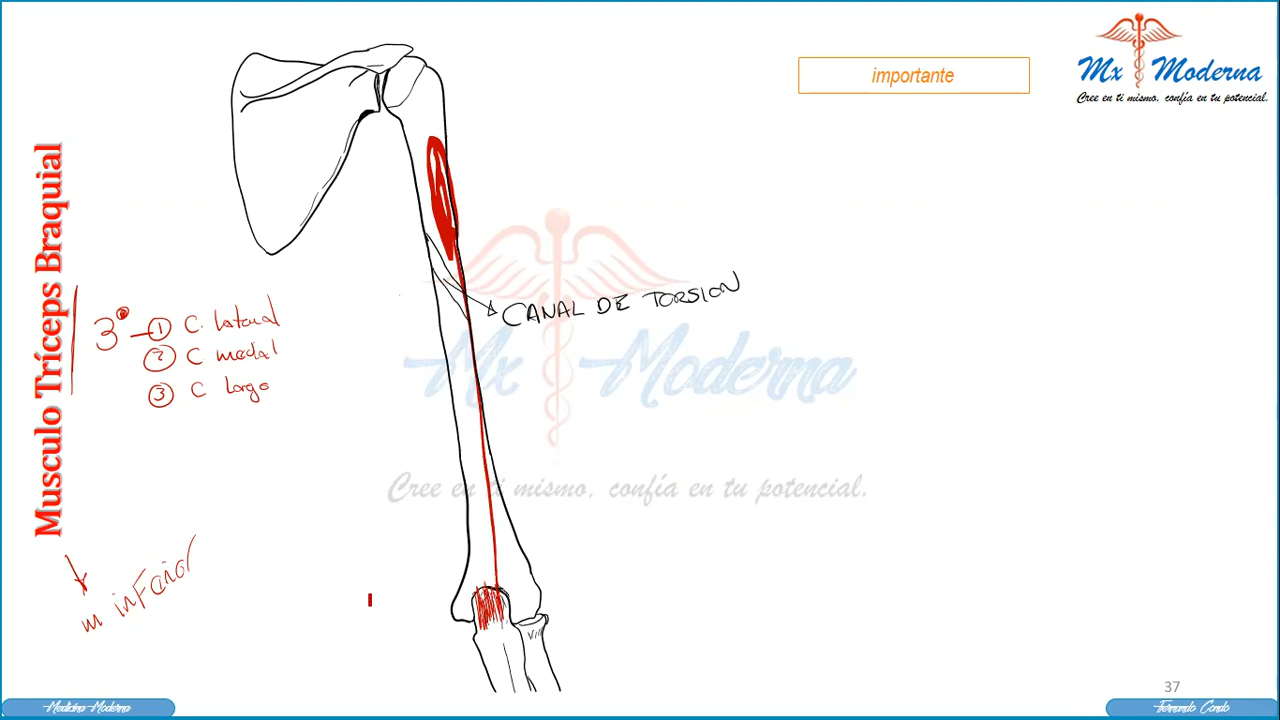 importante
Mx Moderna
Cree en ti mismo, confía en tu potencial.
Musculo Tríceps Braquial
CANAL DE TORSION
3
1 C. lateral
2 C medial
3 C largo
Mx Moderna
Cree en ti mismo, confía en tu potencial.
m inFerior
37
Medicina Moderna
Fernando Condo